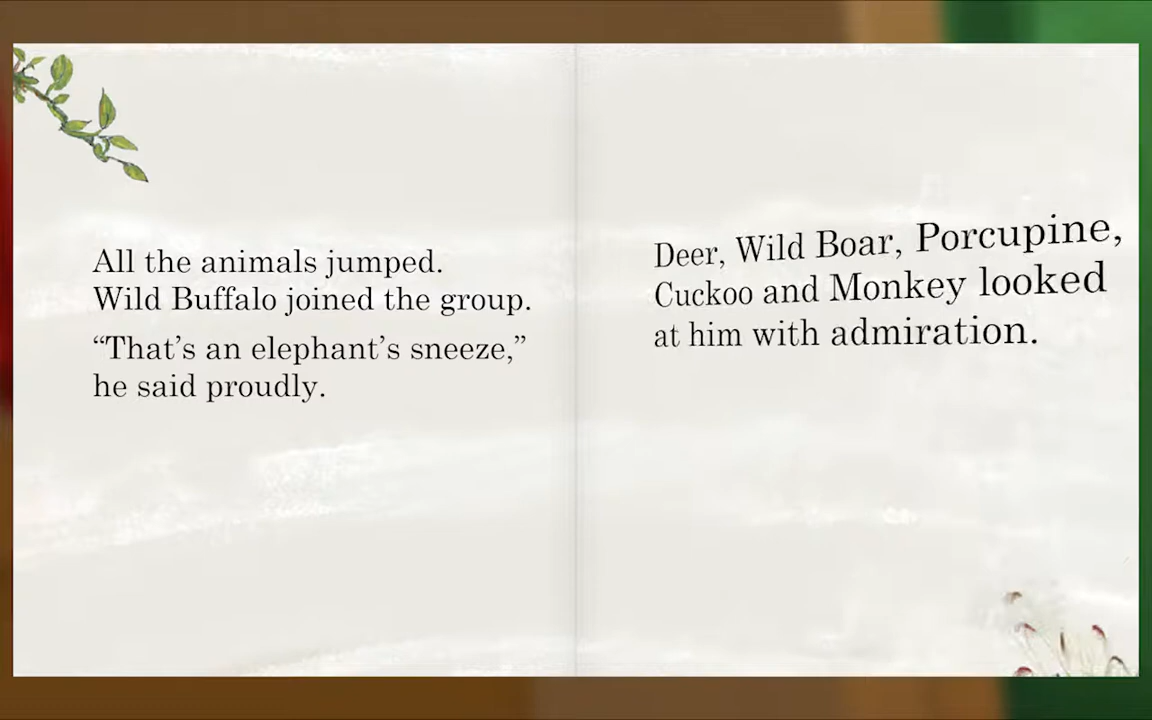 All the animals jumped.
Wild Buffalo joined the group.
“That’s an elephant’s sneeze,”
he said proudly.
Deer, Wild Boar, Porcupine,
Cuckoo and Monkey looked
at him with admiration.